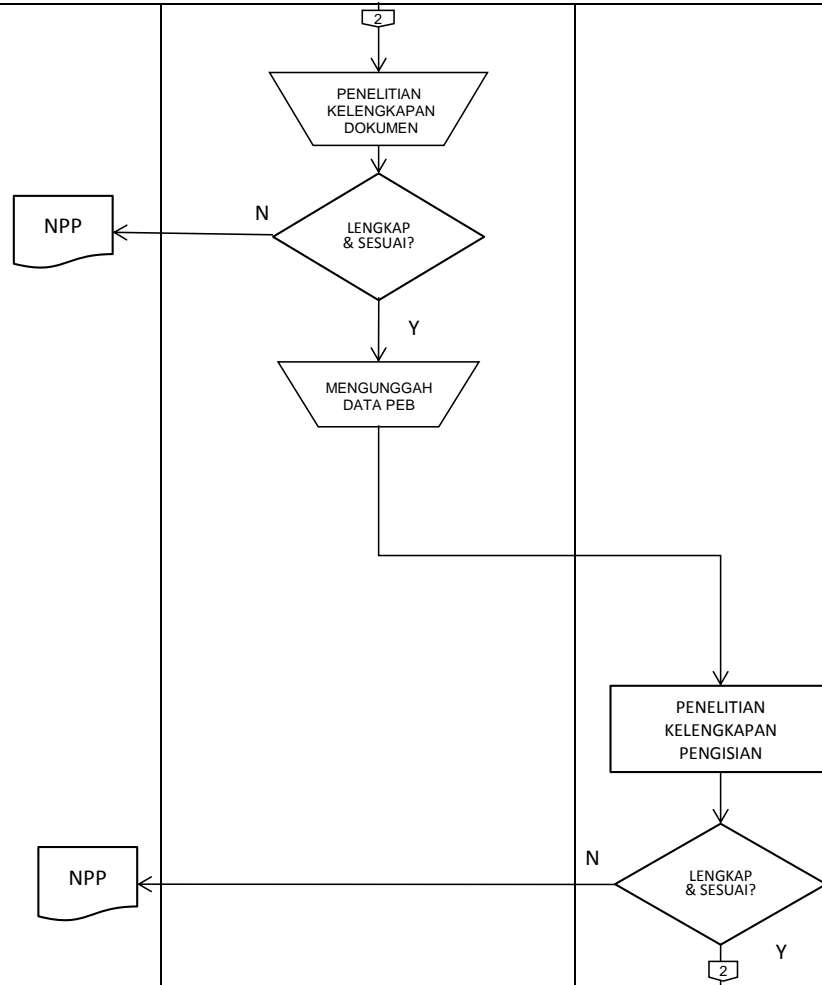 2
PENELITIAN
KELENGKAPAN
DOKUMEN
NPP
N
LENGKAP
& SESUAI?
Y
MENGUNGGAH
DATA PEB
PENELITIAN
KELENGKAPAN
PENGISIAN
NPP
N
LENGKAP
& SESUAI?
Y
2